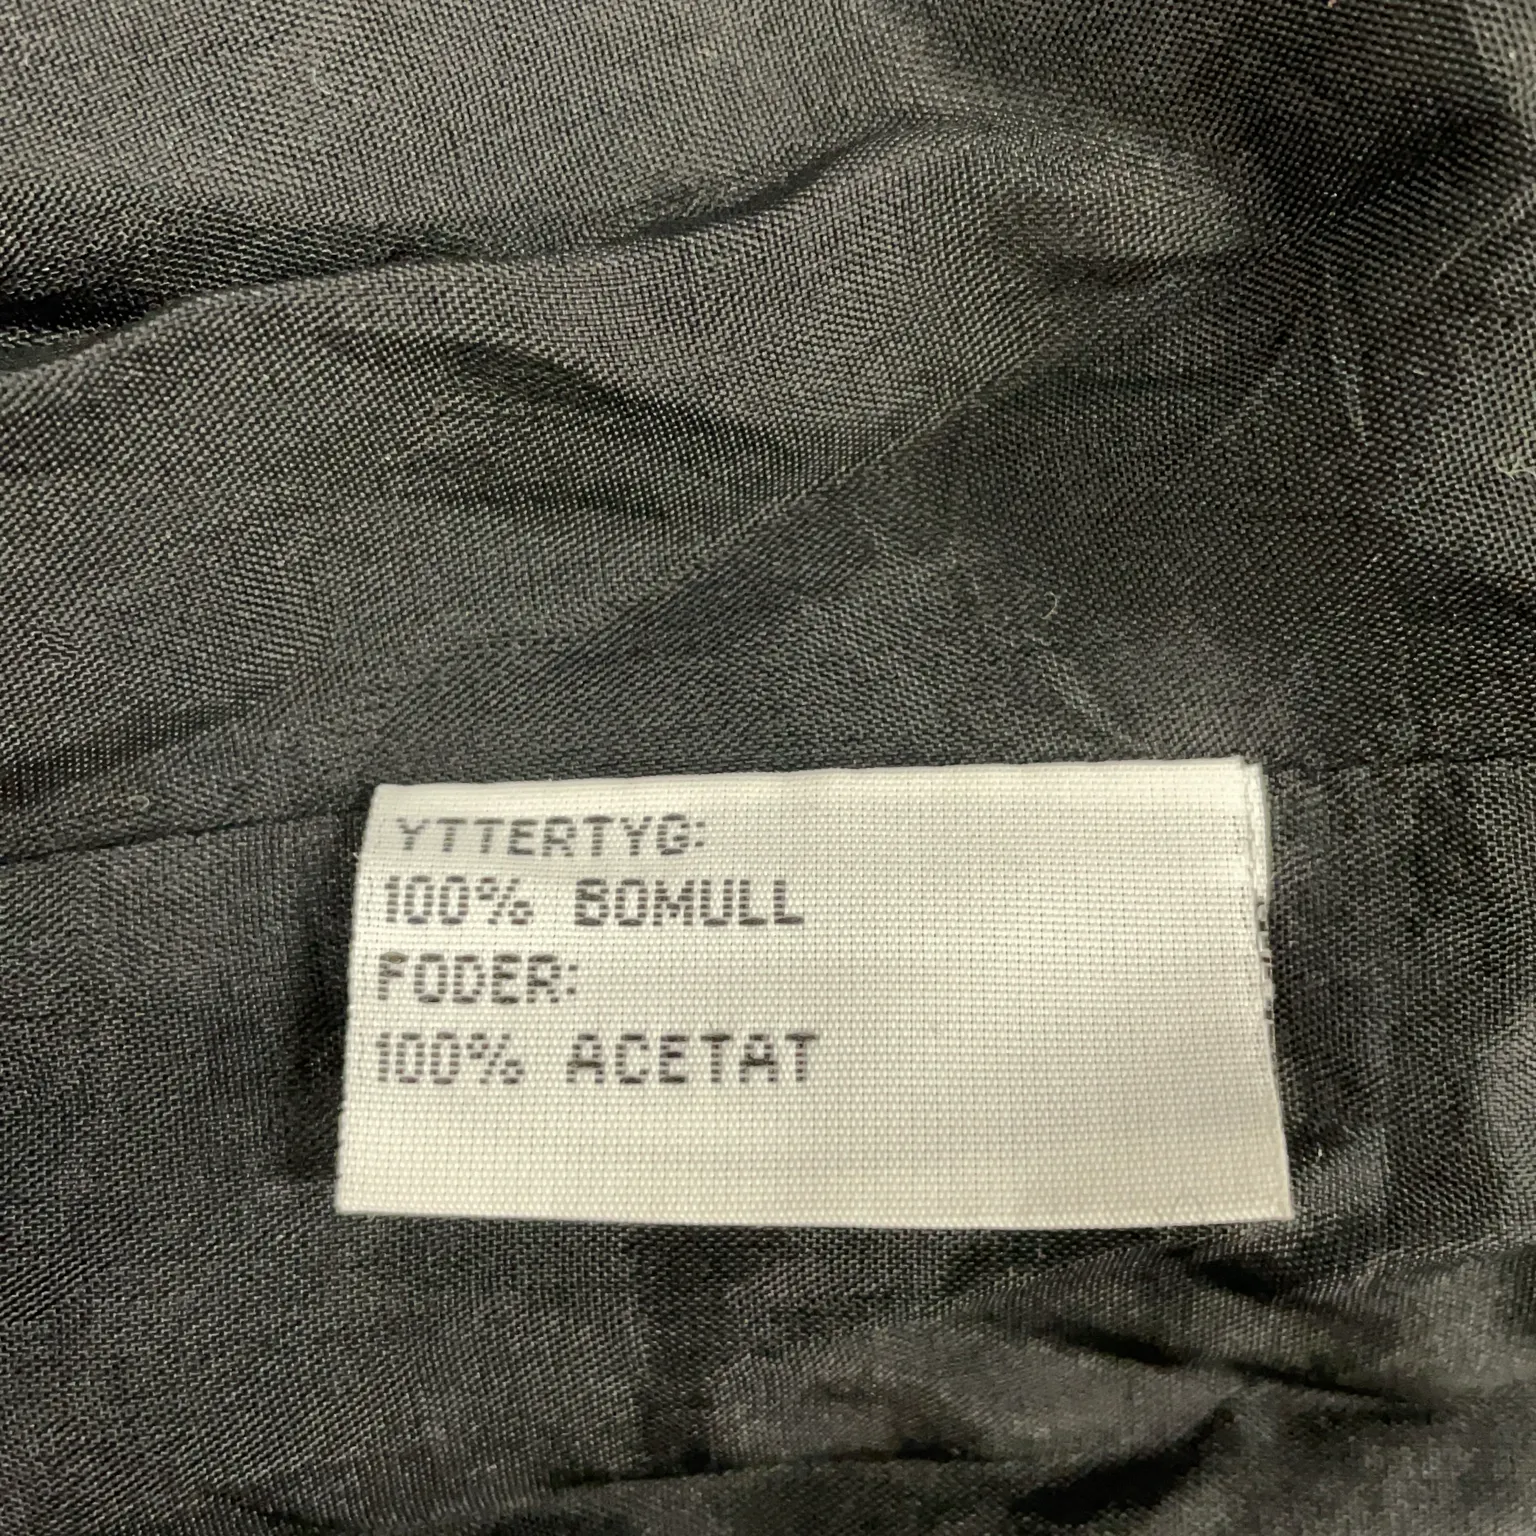 YTTERTYG:
100% BOMULL
FODER:
100% ACETAT